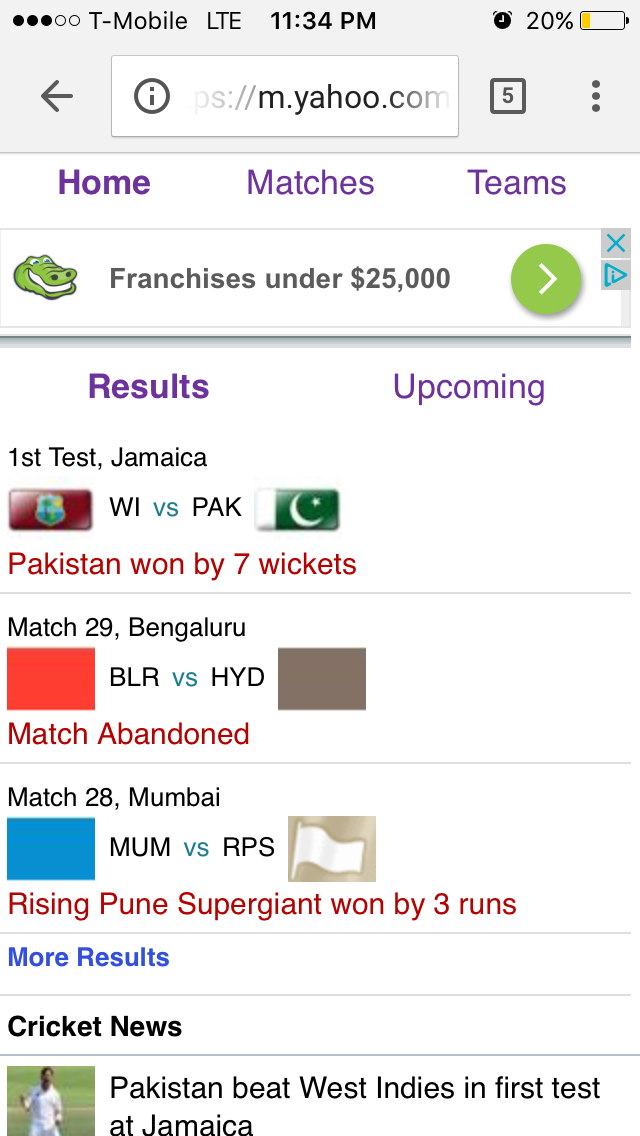 T-Mobile LTE 11:34 PM 20%
ps://m.yahoo.com 5
Home Matches Teams
Franchises under $25,000
Results Upcoming
1st Test, Jamaica
WI vs PAK
Pakistan won by 7 wickets
Match 29, Bengaluru
BLR vs HYD
Match Abandoned
Match 28, Mumbai
MUM vs RPS
Rising Pune Supergiant won by 3 runs
More Results
Cricket News
Pakistan beat West Indies in first test
at Jamaica